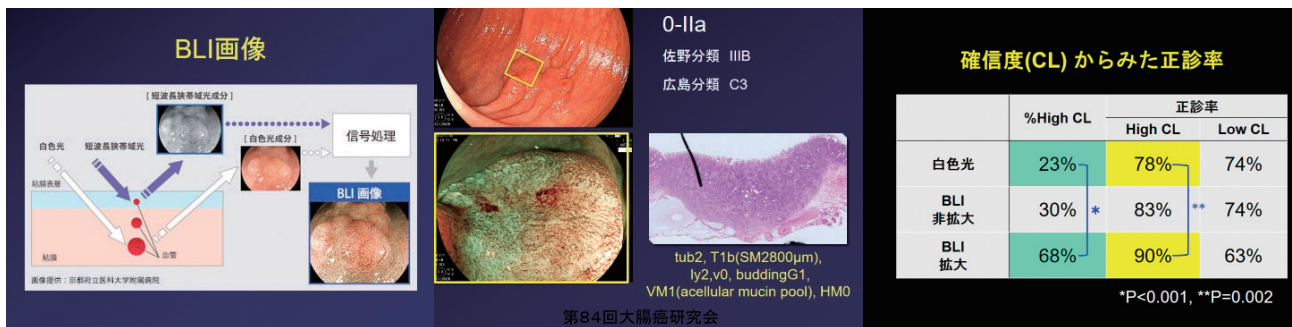 BLI画像
[ 短波長狭帯域光成分 ]
信号処理
[ 白色光成分 ]
白色光
短波長狭帯域光
粘膜表層
BLI 画像
血管
粘膜
画像提供：京都府立医科大学附属病院
0-IIa
佐野分類 IIIB
広島分類 C3
tub2, T1b(SM2800μm),
ly2,v0, buddingG1,
VM1(acellular mucin pool), HM0
第84回大腸癌研究会
確信度(CL) からみた正診率
%High CL 正診率
High CL Low CL
白色光 23% 78% 74%
BLI
非拡大 30% * 83% ** 74%
BLI
拡大 68% 90% 63%
*P<0.001, **P=0.002